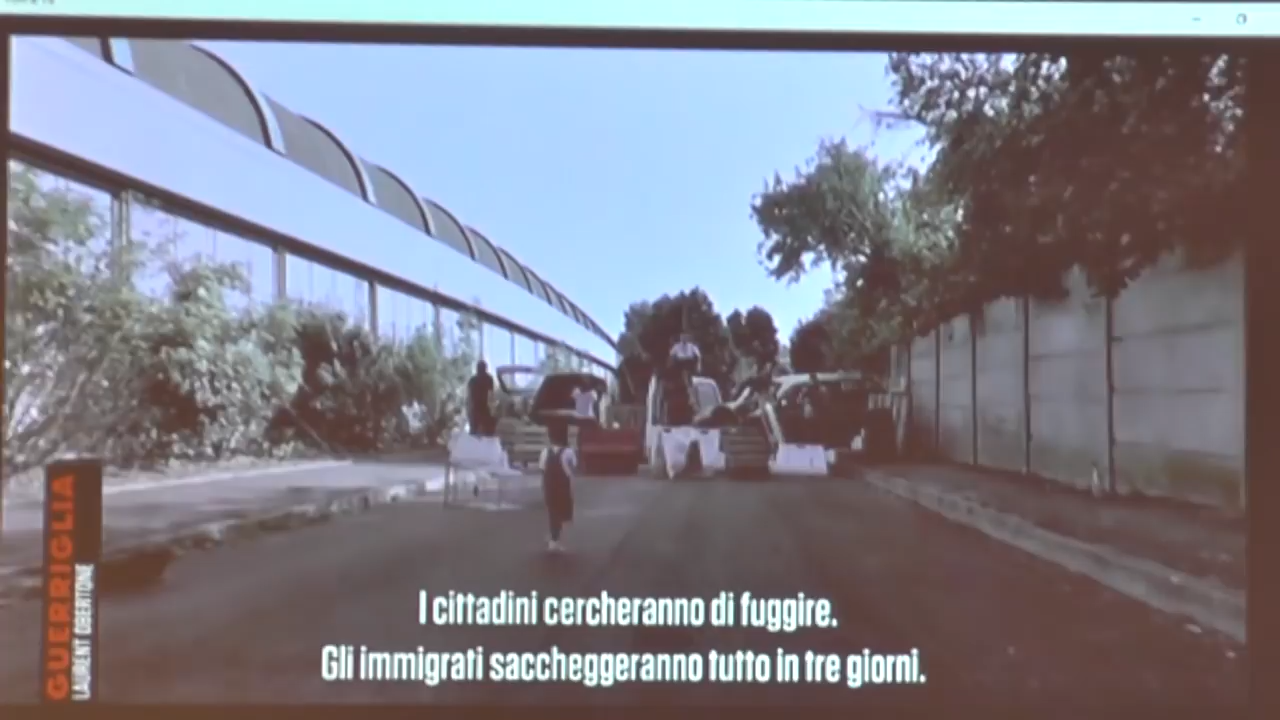 GUERRIGLIA
LAURENT OBERTONE
I cittadini cercheranno di fuggire.
Gli immigrati saccheggeranno tutto in tre giorni.